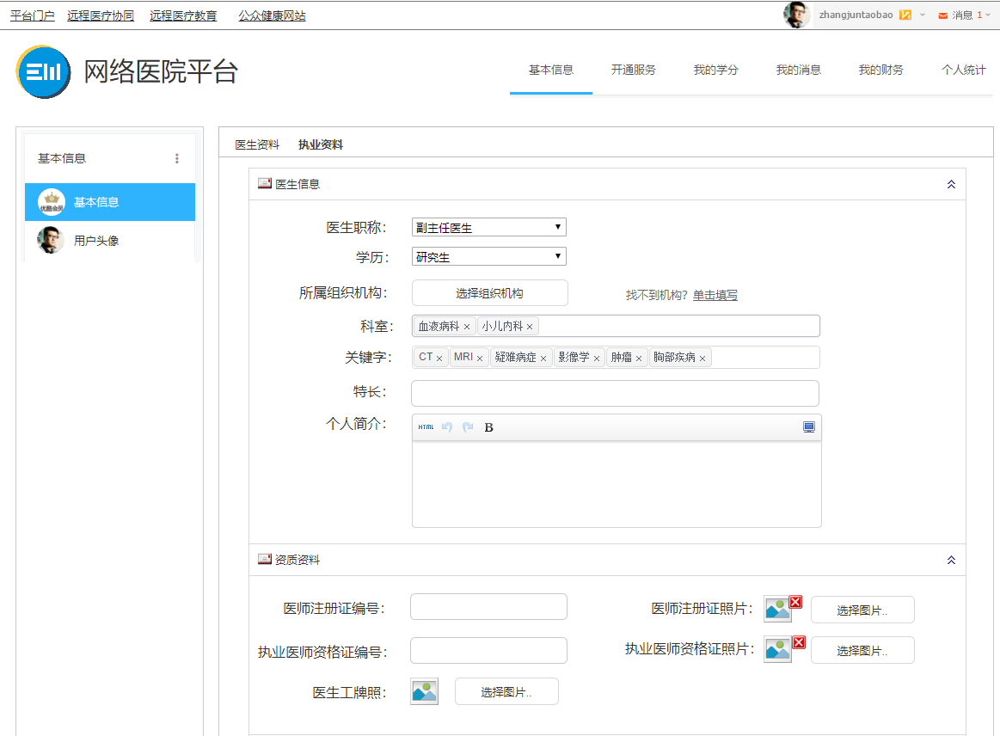 平台门户 远程医疗协同 远程医疗教育 公众健康网站 zhangjuntaobao 消息 1
EW 网络医院平台 基本信息 开通服务 我的学分 我的消息 我的财务 个人统计
基本信息
优酷会员 基本信息
用户头像
医生资料 执业资料
医生信息
医生职称: 副主任医生
学历: 研究生
所属组织机构: 选择组织机构 找不到机构? 单击填写
科室: 血液病科 × 小儿内科 ×
关键字: CT × MRI × 疑难病症 × 影像学 × 肿瘤 × 胸部疾病 ×
特长:
个人简介: HTML B
资质资料
医师注册证编号: 医师注册证照片: 选择图片..
执业医师资格证编号: 执业医师资格证照片: 选择图片..
医生工牌照: 选择图片..